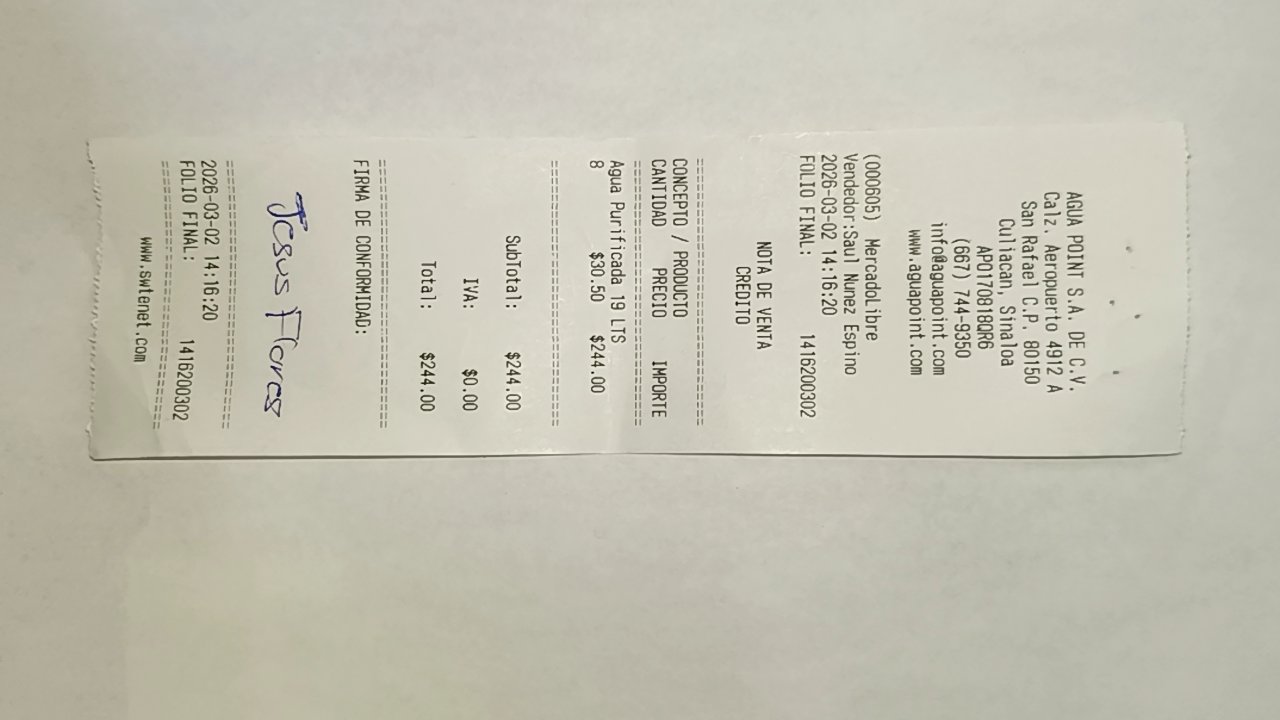 AGUA POINT S.A. DE C.V.
Calz. Aeropuerto 4912 A
San Rafael C.P. 80150
Culiacan, Sinaloa
APO170818QR6
(667) 744-9350
info@aguapoint.com
www.aguapoint.com
(000605) MercadoLibre
Vendedor:Saul Nunez Espino
2026-03-02 14:16:20
FOLIO FINAL: 1416200302
NOTA DE VENTA
CREDITO
CONCEPTO / PRODUCTO
CANTIDAD PRECIO IMPORTE
Agua Purificada 19 LTS
8 $30.50 $244.00
SubTotal: $244.00
IVA: $0.00
Total: $244.00
FIRMA DE CONFORMIDAD:
Jesus Flores
2026-03-02 14:16:20
FOLIO FINAL: 1416200302
www.swtenet.com